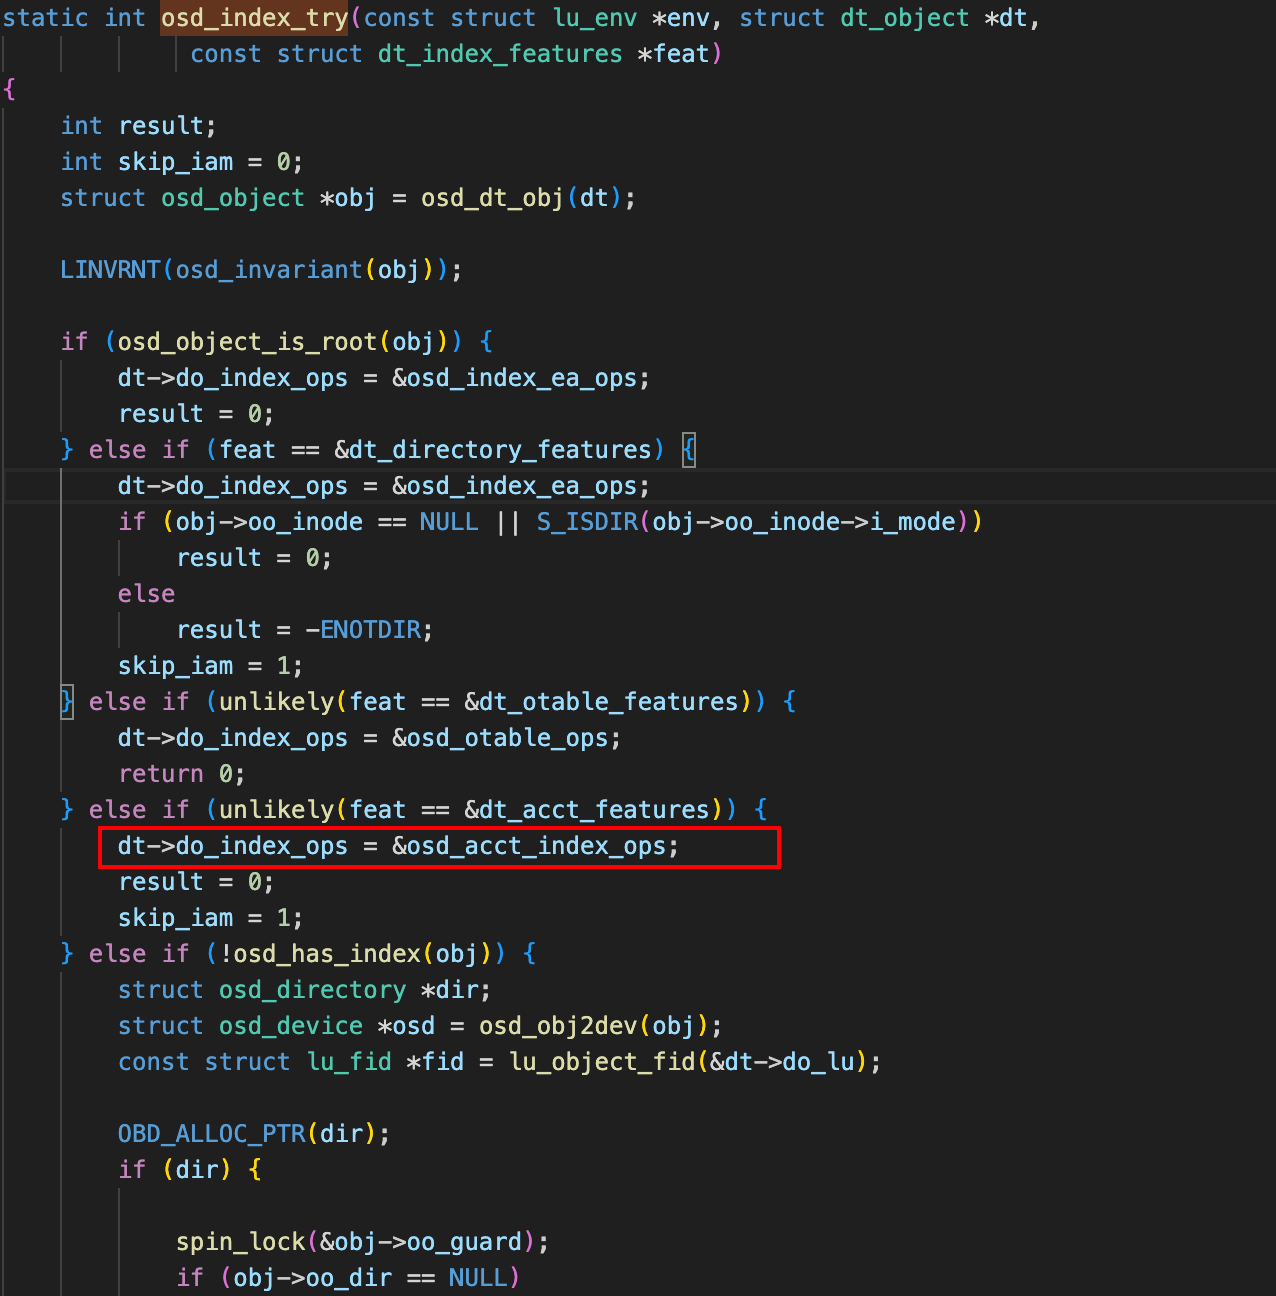 static int osd_index_try(const struct lu_env *env, struct dt_object *dt,
const struct dt_index_features *feat)
{
int result;
int skip_iam = 0;
struct osd_object *obj = osd_dt_obj(dt);
LINVRNT(osd_invariant(obj));
if (osd_object_is_root(obj)) {
dt->do_index_ops = &osd_index_ea_ops;
result = 0;
} else if (feat == &dt_directory_features) {
dt->do_index_ops = &osd_index_ea_ops;
if (obj->oo_inode == NULL || S_ISDIR(obj->oo_inode->i_mode))
result = 0;
else
result = -ENOTDIR;
skip_iam = 1;
} else if (unlikely(feat == &dt_otable_features)) {
dt->do_index_ops = &osd_otable_ops;
return 0;
} else if (unlikely(feat == &dt_acct_features)) {
dt->do_index_ops = &osd_acct_index_ops;
result = 0;
skip_iam = 1;
} else if (!osd_has_index(obj)) {
struct osd_directory *dir;
struct osd_device *osd = osd_obj2dev(obj);
const struct lu_fid *fid = lu_object_fid(&dt->do_lu);
OBD_ALLOC_PTR(dir);
if (dir) {
spin_lock(&obj->oo_guard);
if (obj->oo_dir == NULL)